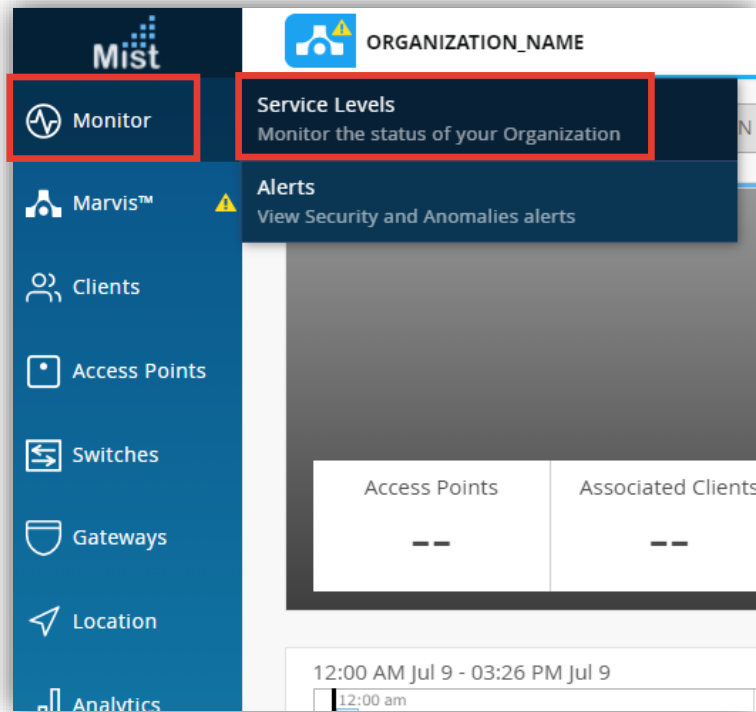 Mist
ORGANIZATION_NAME
Monitor
Service Levels
Monitor the status of your Organization
N
Marvis™
Alerts
View Security and Anomalies alerts
Clients
Access Points
Switches
Access Points
Associated Clients
--
--
Gateways
Location
12:00 AM Jul 9 - 03:26 PM Jul 9
12:00 am
Analytics